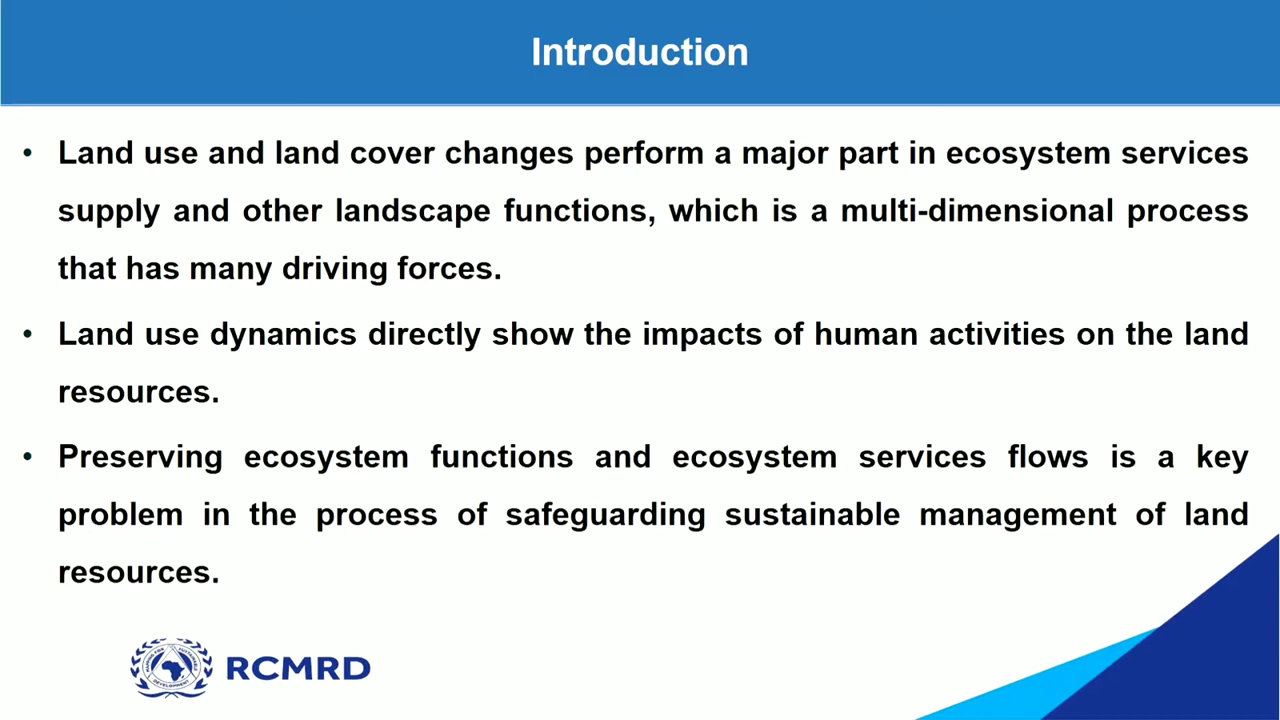 Introduction
• Land use and land cover changes perform a major part in ecosystem services
supply and other landscape functions, which is a multi-dimensional process
that has many driving forces.
• Land use dynamics directly show the impacts of human activities on the land
resources.
• Preserving ecosystem functions and ecosystem services flows is a key
problem in the process of safeguarding sustainable management of land
resources.
RCMRD